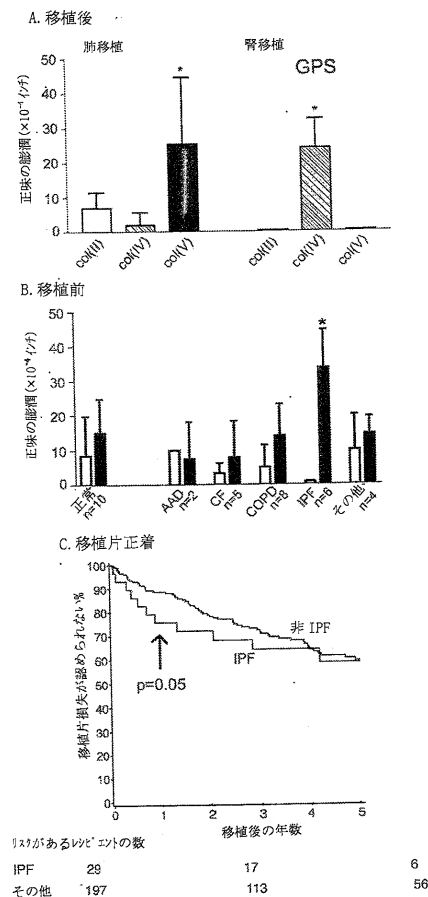 A. 移植後
肺移植 腎移植
GPS
正味の膨潤(×10⁻⁴インチ)
50
40
30
20
10
0
*
*
col(II)
col(IV)
col(V)
col(II)
col(IV)
col(V)
B. 移植前
正味の膨潤(×10⁻⁴インチ)
50
40
30
20
10
0
*
正常 n=10
AAD n=2
CF n=5
COPD n=8
IPF n=6
その他 n=4
C. 移植片正着
移植片損失が認められない%
100
90
80
70
60
50
40
30
20
10
0
非 IPF
IPF
p=0.05
0 1 2 3 4 5
移植後の年数
リスクがあるレシピエントの数
IPF 29 17 6
その他 197 113 56